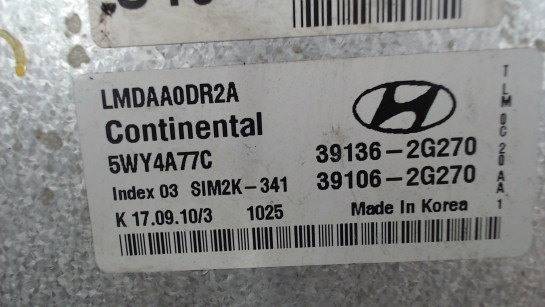 LMDAA0DR2A
Continental
5WY4A77C
39136-2G270
Index 03 SIM2K-341
39106-2G270
K 17.09.10/3 1025
Made in Korea
TLM 0C 20 AA 1